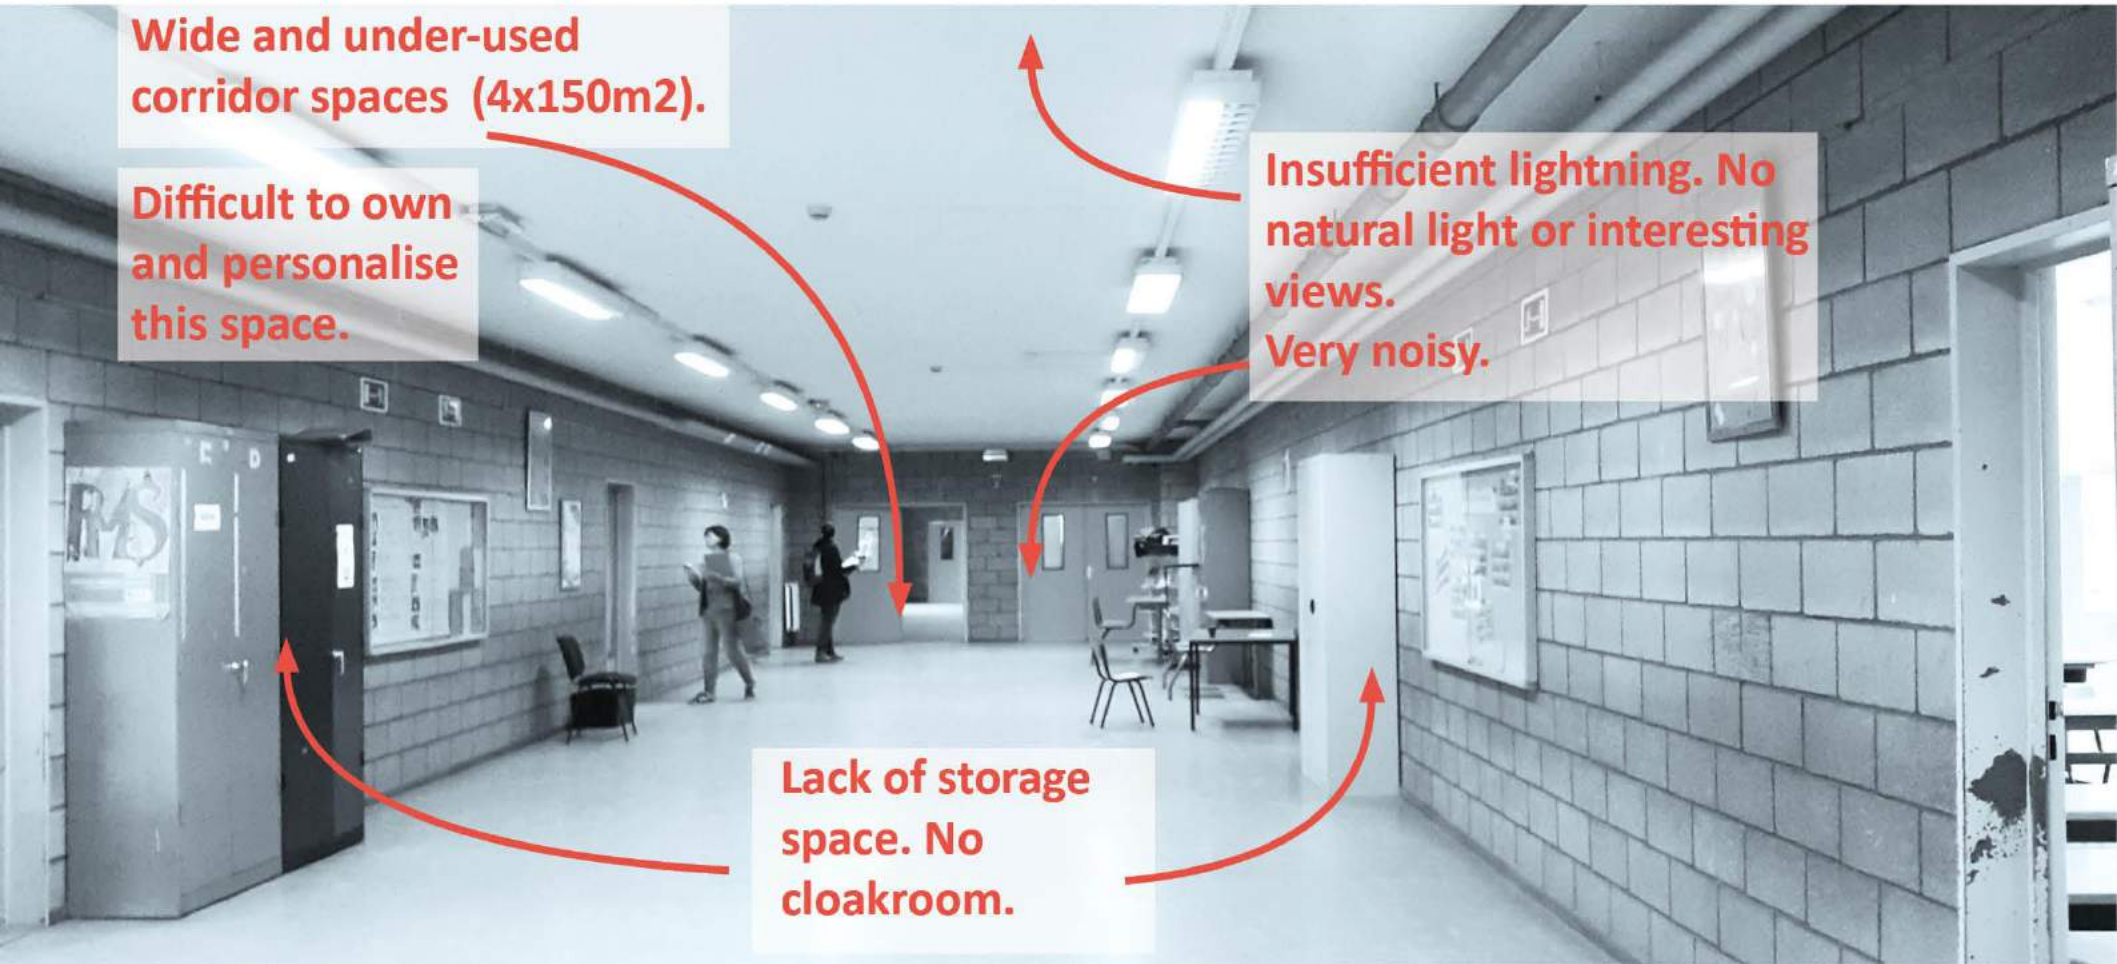 Wide and under-used
corridor spaces (4x150m2).
Difficult to own
and personalise
this space.
Insufficient lightning. No
natural light or interesting
views.
Very noisy.
E D
RMS
Lack of storage
space. No
cloakroom.